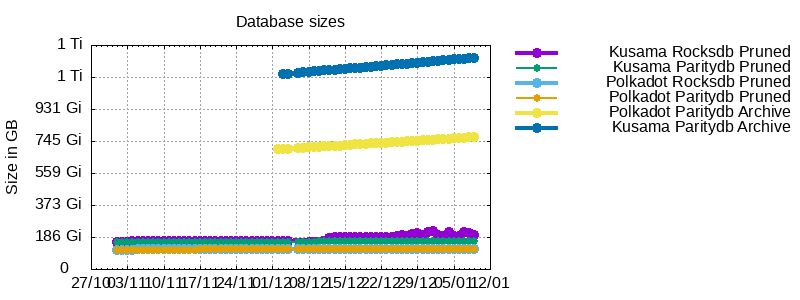 Database sizes
Size in GB
1 Ti
1 Ti
931 Gi
745 Gi
559 Gi
373 Gi
186 Gi
0
27/10 03/11 10/11 17/11 24/11 01/12 08/12 15/12 22/12 29/12 05/01 12/01
Kusama Rocksdb Pruned
Kusama Paritydb Pruned
Polkadot Rocksdb Pruned
Polkadot Paritydb Pruned
Polkadot Paritydb Archive
Kusama Paritydb Archive